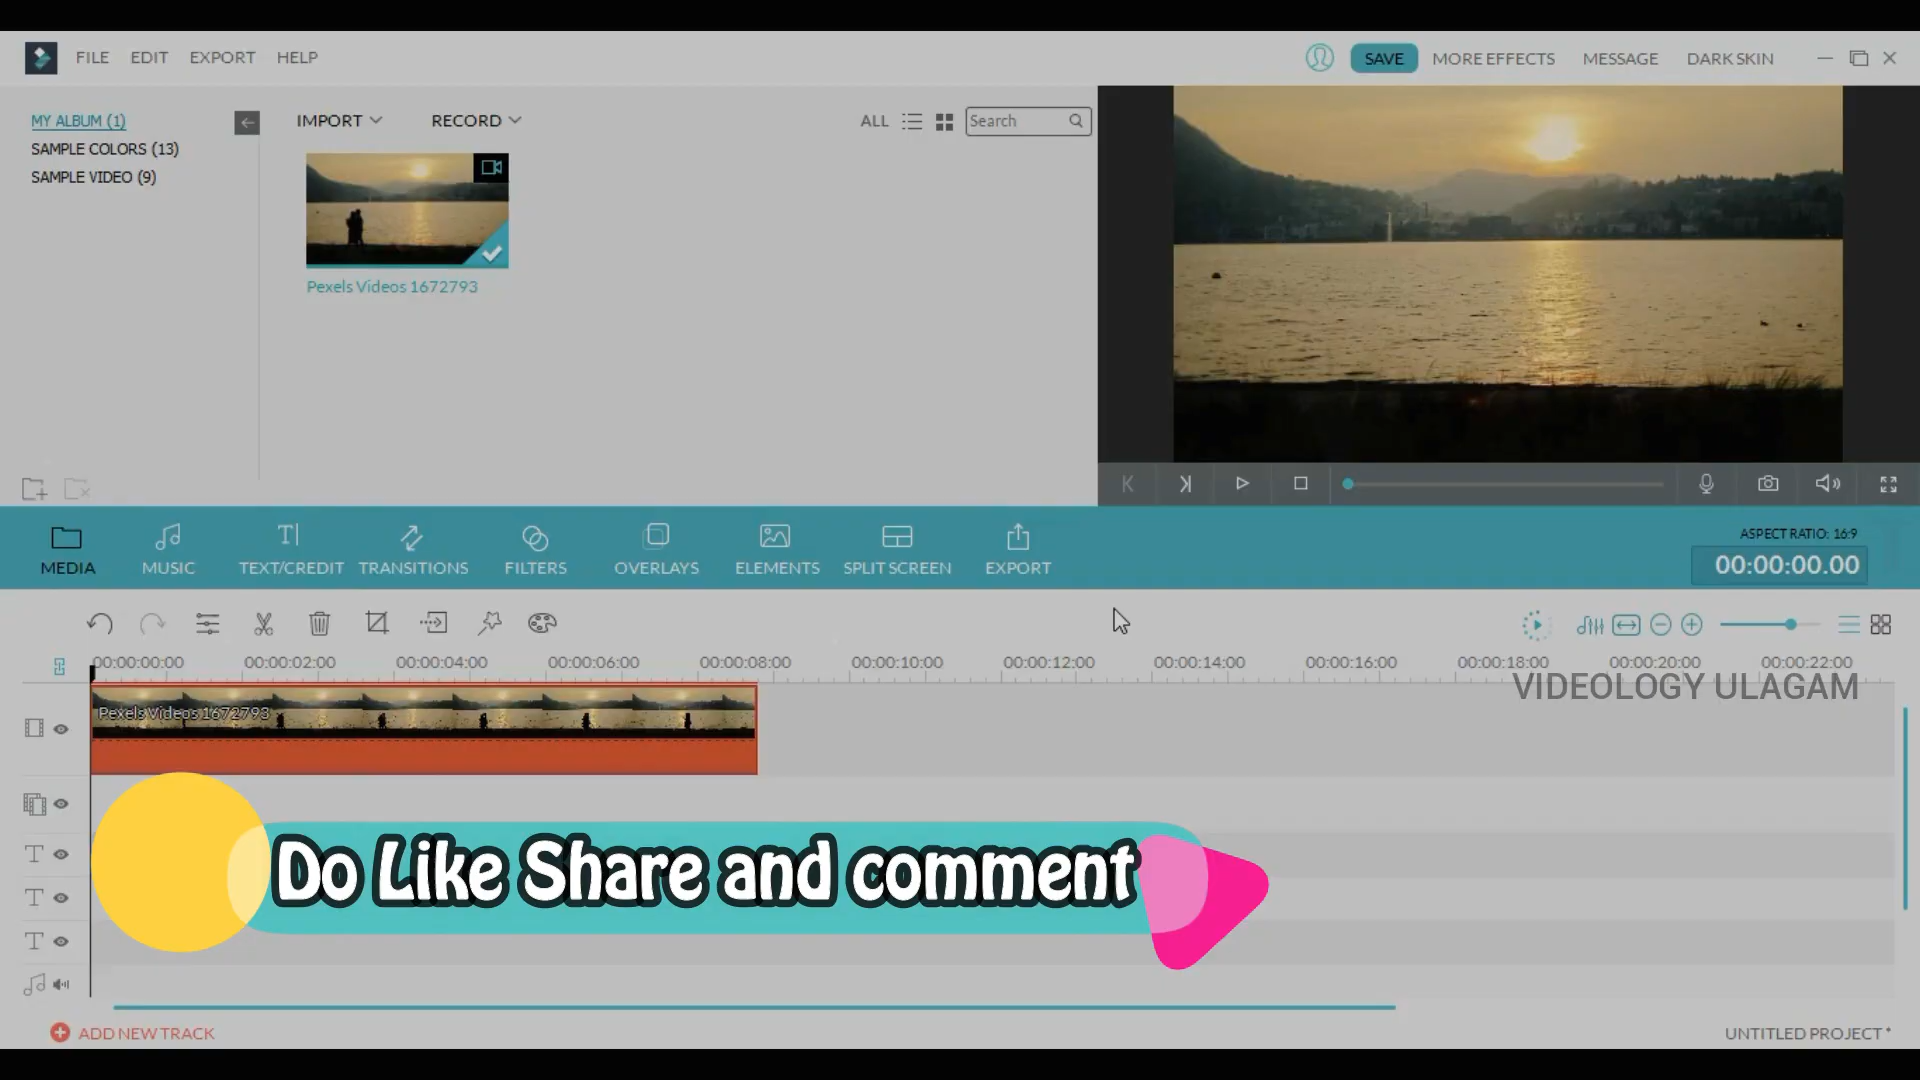 FILE EDIT EXPORT HELP
SAVE MORE EFFECTS MESSAGE DARK SKIN
MY ALBUM (1)
SAMPLE COLORS (13)
SAMPLE VIDEO (9)
IMPORT RECORD
ALL Search
Pexels Videos 1672793
MEDIA MUSIC TEXT/CREDIT TRANSITIONS FILTERS OVERLAYS ELEMENTS SPLIT SCREEN EXPORT
ASPECT RATIO: 16:9
00:00:00.00
00:00:00:00 00:00:02:00 00:00:04:00 00:00:06:00 00:00:08:00 00:00:10:00 00:00:12:00 00:00:14:00 00:00:16:00 00:00:18:00 00:00:20:00 00:00:22:00
VIDEOLOGY ULAGAM
Pexels Videos 1672793
Do Like Share and comment
ADD NEW TRACK
UNTITLED PROJECT *